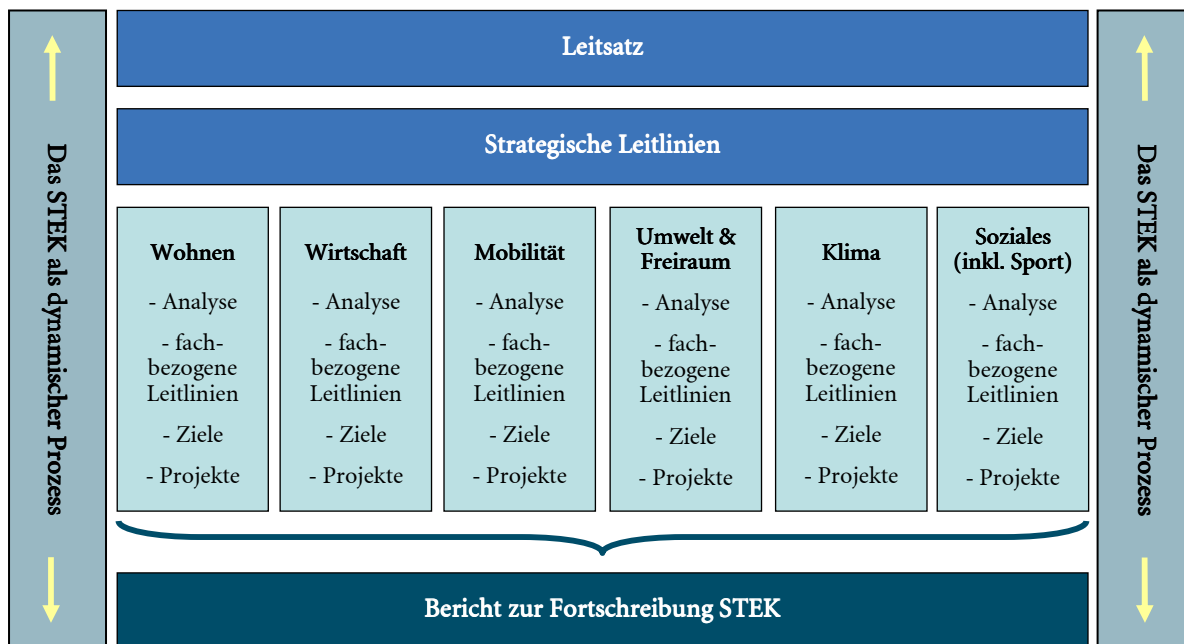 Das STEK als dynamischer Prozess
Leitsatz
Strategische Leitlinien
Wohnen
- Analyse
- fach-
bezogene
Leitlinien
- Ziele
- Projekte
Wirtschaft
- Analyse
- fach-
bezogene
Leitlinien
- Ziele
- Projekte
Mobilität
- Analyse
- fach-
bezogene
Leitlinien
- Ziele
- Projekte
Umwelt &
Freiraum
- Analyse
- fach-
bezogene
Leitlinien
- Ziele
- Projekte
Klima
- Analyse
- fach-
bezogene
Leitlinien
- Ziele
- Projekte
Soziales
(inkl. Sport)
- Analyse
- fach-
bezogene
Leitlinien
- Ziele
- Projekte
Bericht zur Fortschreibung STEK
Das STEK als dynamischer Prozess